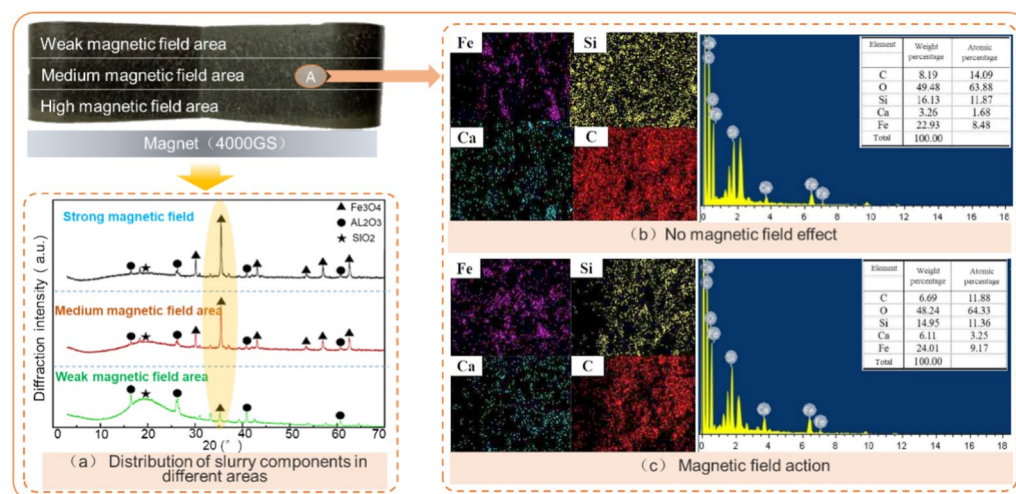 Weak magnetic field area
Medium magnetic field area
A
High magnetic field area
Magnet（4000GS）
Strong magnetic field
▲ Fe3O4
● AL2O3
★ SIO2
Medium magnetic field area
Weak magnetic field area
Diffraction intensity ( a.u.)
0 10 20 30 40 50 60 70
20 (°)
（a） Distribution of slurry components in
different areas
Fe
Si
Ca
C
Element Weight percentage Atomic percentage
C 8.19 14.09
O 49.48 63.88
Si 16.13 11.87
Ca 3.26 1.68
Fe 22.93 8.48
Total 100.00
0 2 4 6 8 10 12 14 16 18
（b） No magnetic field effect
Fe
Si
Ca
C
Element Weight percentage Atomic percentage
C 6.69 11.88
O 48.24 64.33
Si 14.95 11.36
Ca 6.11 3.25
Fe 24.01 9.17
Total 100.00
0 2 4 6 8 10 12 14 16 18
（c） Magnetic field action